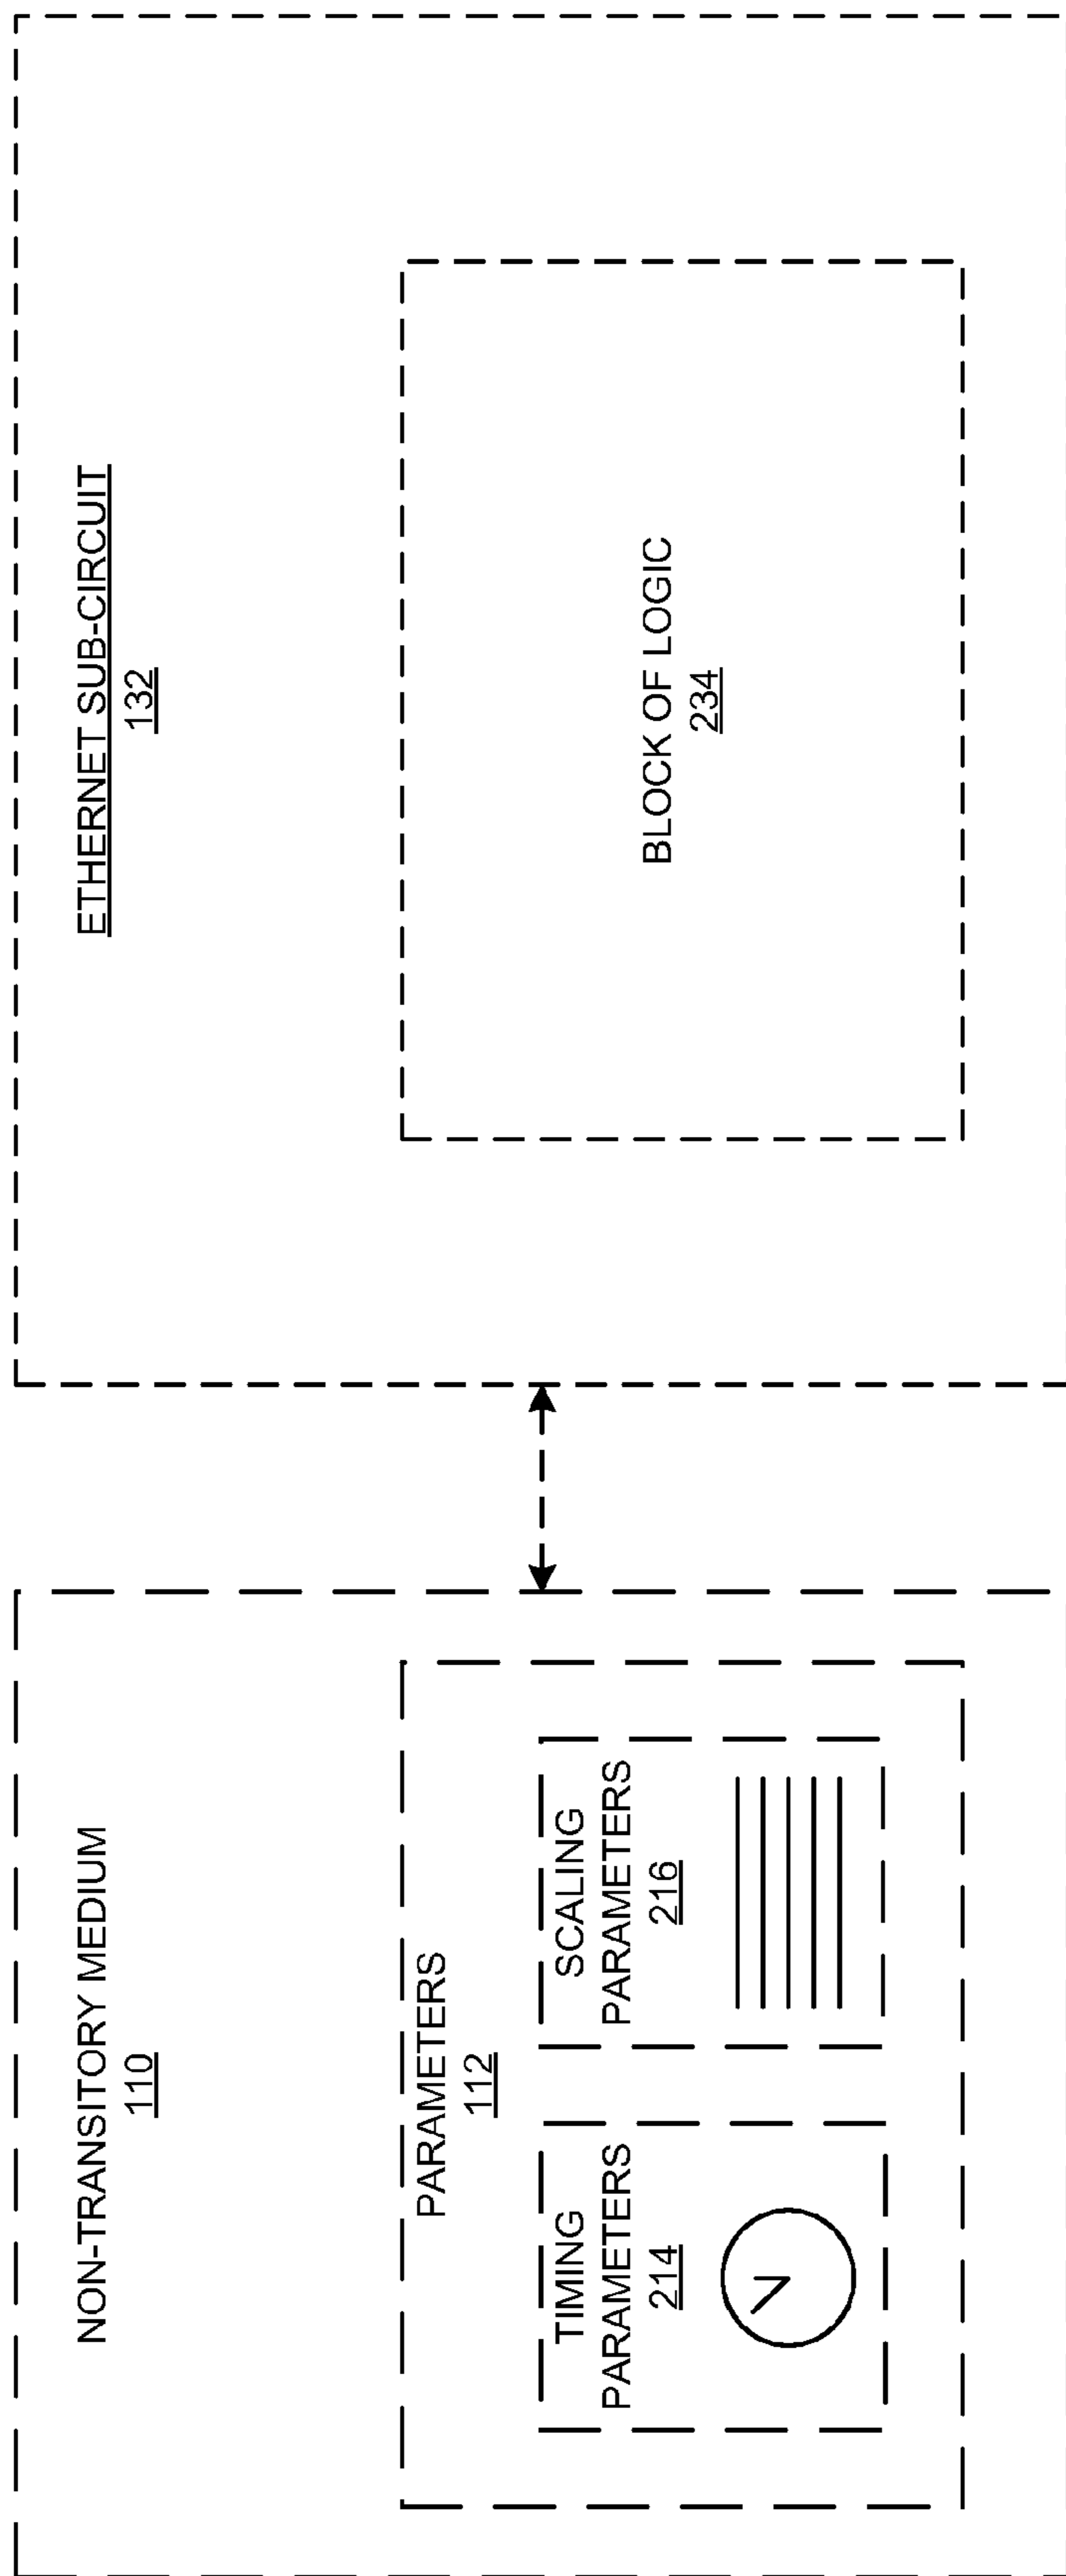 NON-TRANSITORY MEDIUM
110
PARAMETERS
112
TIMING
PARAMETERS
214
SCALING
PARAMETERS
216
ETHERNET SUB-CIRCUIT
132
BLOCK OF LOGIC
234